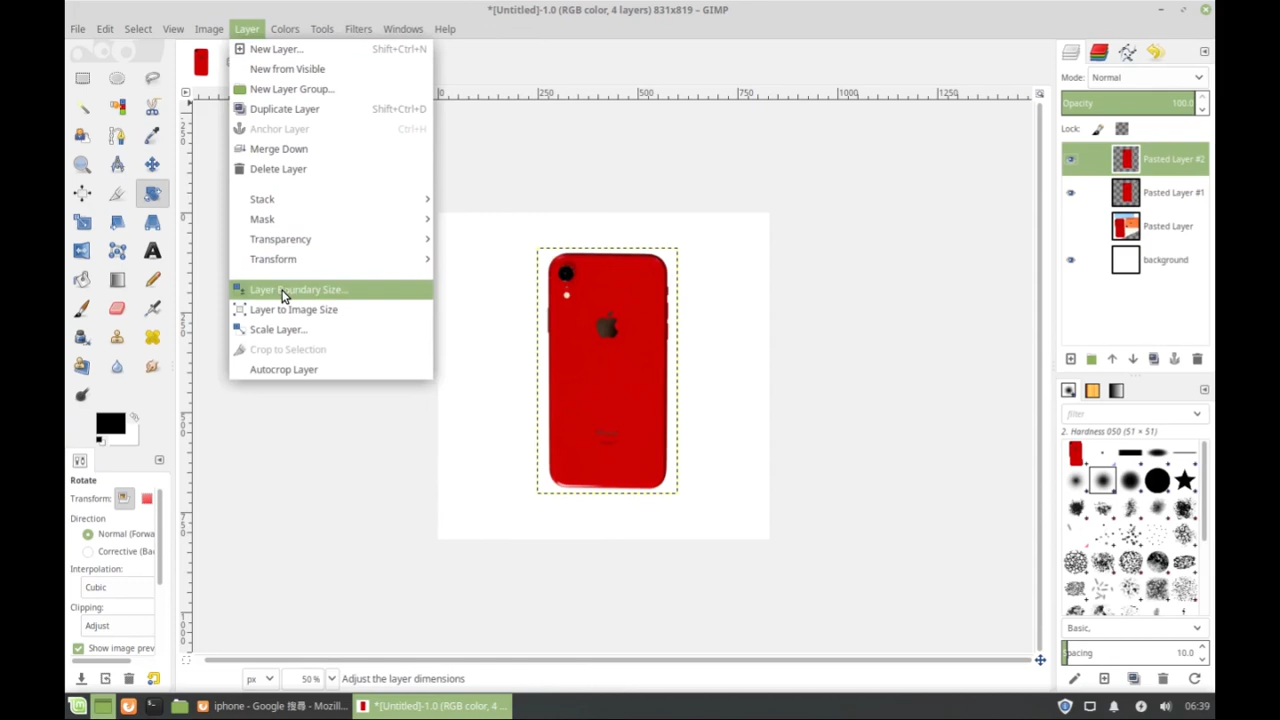 *[Untitled]-1.0 (RGB color, 4 layers) 831x819 – GIMP
File Edit Select View Image Layer Colors Tools Filters Windows Help
New Layer... Shift+Ctrl+N
New from Visible
New Layer Group...
Duplicate Layer Shift+Ctrl+D
Anchor Layer Ctrl+H
Merge Down
Delete Layer
Stack
Mask
Transparency
Transform
Layer Boundary Size...
Layer to Image Size
Scale Layer...
Crop to Selection
Autocrop Layer
0 250 500 750 1000 1250
Mode: Normal
Opacity 100.0
Lock:
Pasted Layer #2
Pasted Layer #1
Pasted Layer
background
filter
2. Hardness 050 (51 × 51)
Basic,
Spacing 10.0
Rotate
Transform:
Direction
Normal (Forwa
Corrective (Ba
Interpolation:
Cubic
Clipping:
Adjust
Show image prev
px 50 % Adjust the layer dimensions
iphone - Google 搜尋 - Mozill... *[Untitled]-1.0 (RGB color, 4 ... 06:39